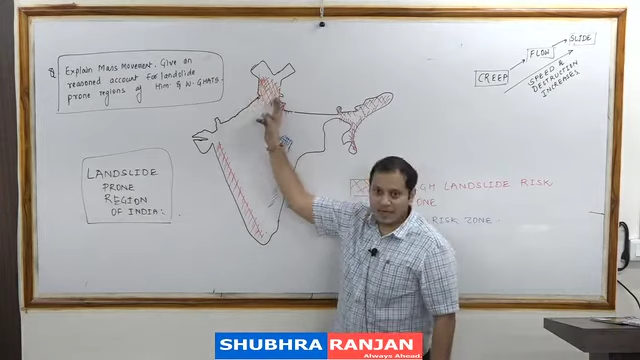 Q Explain Mass Movement. Give an
reasoned account for landslide
prone regions of Him. & W. GHATS.
LANDSLIDE
PRONE
REGION
OF INDIA:
CREEP
FLOW
SLIDE
SPEED &
DESTRUCTION
INCREASES
GH LANDSLIDE RISK
ONE
RISK ZONE.
SHUBHRA RANJAN
Always Ahead.